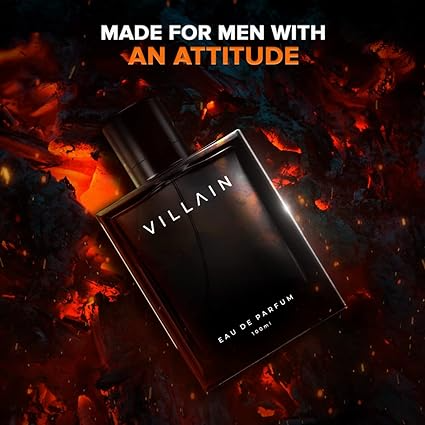 MADE FOR MEN WITH
AN ATTITUDE
VILLAIN
EAU DE PARFUM
100ml